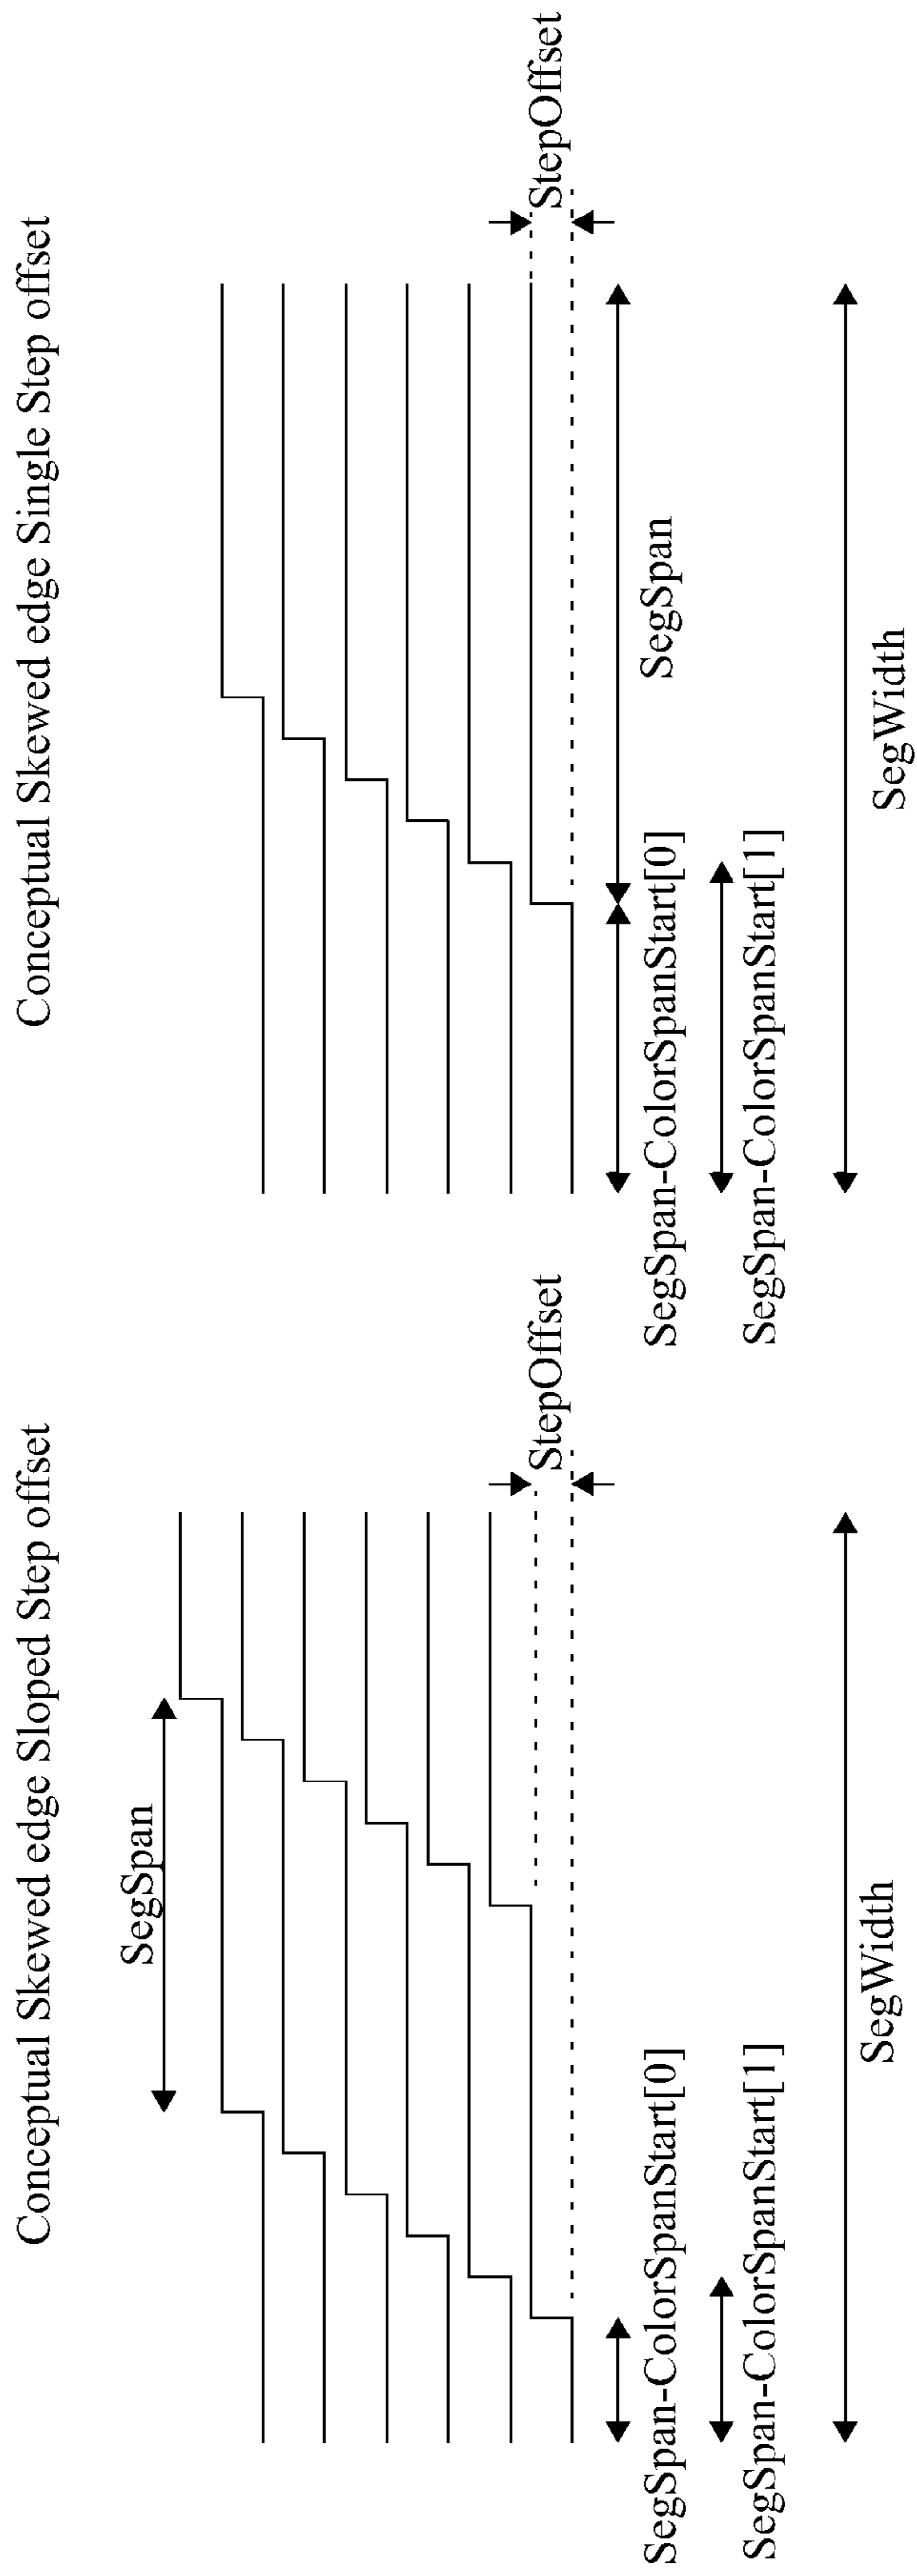 Conceptual Skewed edge Sloped Step offset
SegSpan
StepOffset
SegSpan-ColorSpanStart[0]
SegSpan-ColorSpanStart[1]
SegWidth
Conceptual Skewed edge Single Step offset
StepOffset
SegSpan
SegSpan-ColorSpanStart[0]
SegSpan-ColorSpanStart[1]
SegWidth